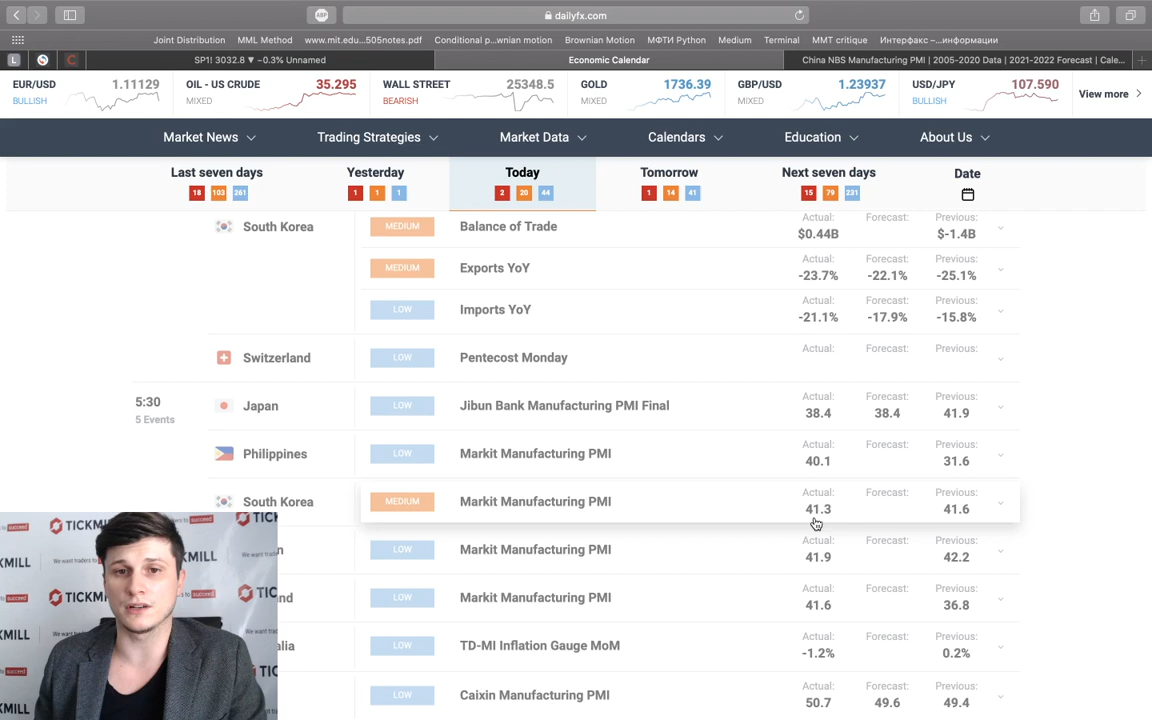 ABP
dailyfx.com
Joint Distribution MML Method www.mit.edu...505notes.pdf Conditional p...wnian motion Brownian Motion МФТИ Python Medium Terminal MMT critique Интерфакс –...информации
L C SP1! 3032.8 ▼ −0.3% Unnamed Economic Calendar China NBS Manufacturing PMI | 2005-2020 Data | 2021-2022 Forecast | Cale...
EUR/USD 1.11129 OIL - US CRUDE 35.295 WALL STREET 25348.5 GOLD 1736.39 GBP/USD 1.23937 USD/JPY 107.590 View more
BULLISH MIXED BEARISH MIXED MIXED BULLISH
Market News Trading Strategies Market Data Calendars Education About Us
Last seven days Yesterday Today Tomorrow Next seven days Date
18 103 261 1 1 1 2 20 44 1 14 41 15 79 231
South Korea MEDIUM Balance of Trade Actual: Forecast: Previous:
$0.44B $-1.4B
MEDIUM Exports YoY Actual: Forecast: Previous:
-23.7% -22.1% -25.1%
LOW Imports YoY Actual: Forecast: Previous:
-21.1% -17.9% -15.8%
Switzerland LOW Pentecost Monday Actual: Forecast: Previous:
5:30 Japan LOW Jibun Bank Manufacturing PMI Final Actual: Forecast: Previous:
5 Events 38.4 38.4 41.9
Philippines LOW Markit Manufacturing PMI Actual: Forecast: Previous:
40.1 31.6
South Korea MEDIUM Markit Manufacturing PMI Actual: Forecast: Previous:
41.3 41.6
n LOW Markit Manufacturing PMI Actual: Forecast: Previous:
41.9 42.2
nd LOW Markit Manufacturing PMI Actual: Forecast: Previous:
41.6 36.8
lia LOW TD-MI Inflation Gauge MoM Actual: Forecast: Previous:
-1.2% 0.2%
LOW Caixin Manufacturing PMI Actual: Forecast: Previous:
50.7 49.6 49.4
TICKMILL
We want traders to succeed